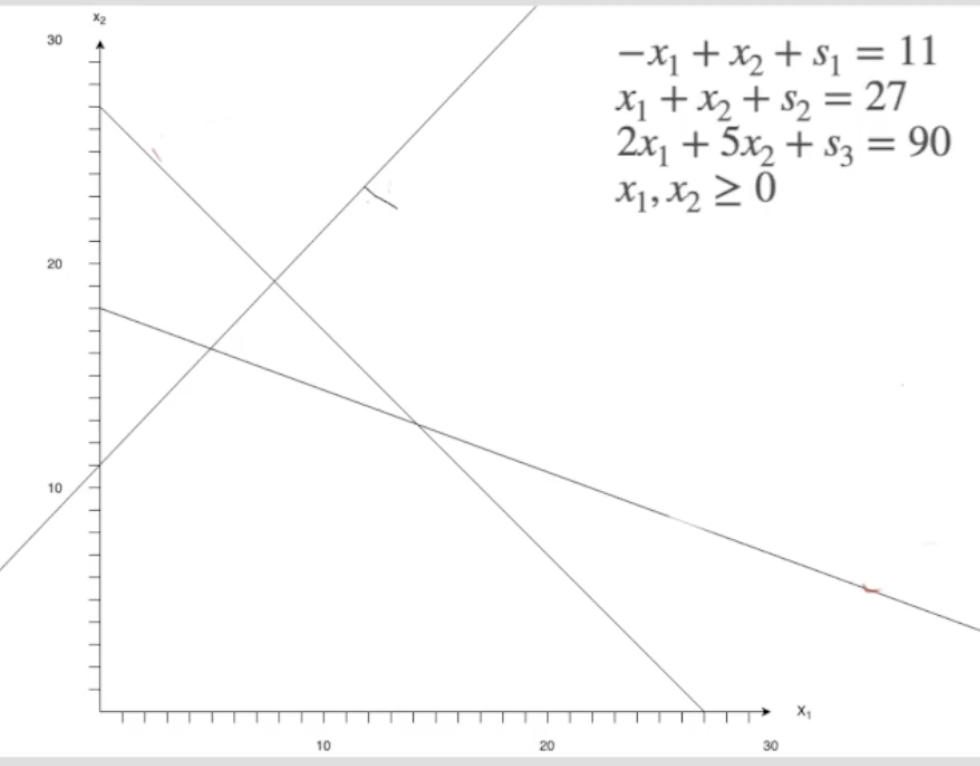 x₂
30
−x₁ + x₂ + s₁ = 11
x₁ + x₂ + s₂ = 27
2x₁ + 5x₂ + s₃ = 90
x₁, x₂ ≥ 0
20
10
x₁
10 20 30